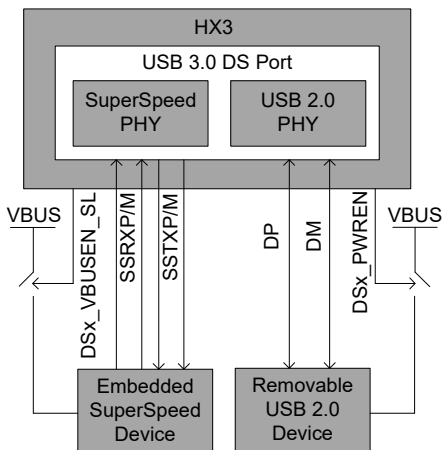 HX3
USB 3.0 DS Port
SuperSpeed
PHY
USB 2.0
PHY
VBUS
DSx_VBUSEN_SL
SSRXP/M
SSTXP/M
DP
DM
DSx_PWREN
VBUS
Embedded
SuperSpeed
Device
Removable
USB 2.0
Device